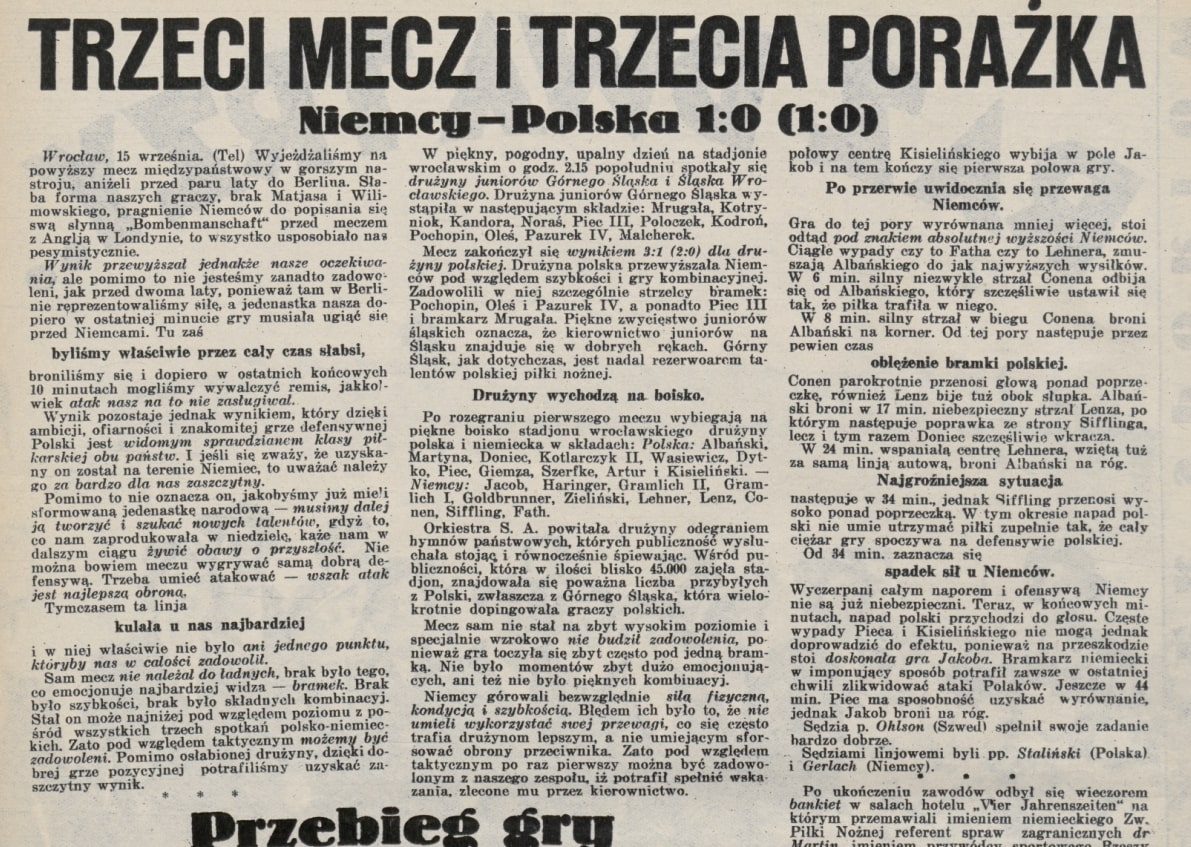 TRZECI MECZ I TRZECIA PORAŻKA
Niemcy—Polska 1:0 (1:0)
Wrocław, 15 września. (Tel) Wyjeżdżaliśmy na
powyższy mecz międzypaństwowy w gorszym na-
stroju, aniżeli przed paru laty do Berlina. Sła-
ba forma naszych graczy, brak Matjasa i Wili-
mowskiego, pragnienie Niemców do popisania się
swą słynną „Bombenmanschaft" przed meczem
z Anglją w Londynie, to wszystko usposobiało nas
pesymistycznie.
Wynik przewyższał jednakże nasze oczekiwa-
nia, ale pomimo to nie jesteśmy zanadto zadowo-
leni, jak przed dwoma laty, ponieważ tam w Berli-
nie reprezentowaliśmy siłę, a jedenastka nasza do-
piero w ostatniej minucie gry musiała ugiąć się
przed Niemcami. Tu zaś
byliśmy właściwie przez cały czas słabsi,
broniliśmy się i dopiero w ostatnich końcowych
10 minutach mogliśmy wywalczyć remis, jakkol-
wiek atak nasz na to nie zasługiwał.
Wynik pozostaje jednak wynikiem, który dzięki
ambicji, ofiarności i znakomitej grze defensywnej
Polski jest widomym sprawdzianem klasy pił-
karskiej obu państw. I jeśli się zważy, że uzyska-
ny on został na terenie Niemiec, to uważać należy
go za bardzo dla nas zaszczytny.
Pomimo to nie oznacza on, jakobyśmy już mieli
sformowaną jedenastkę narodową — musimy dalej
ją tworzyć i szukać nowych talentów, gdyż to,
co nam zaprodukowała w niedzielę, każe nam w
dalszym ciągu żywić obawy o przyszłość. Nie
można bowiem meczu wygrywać samą dobrą de-
fensywą. Trzeba umieć atakować — wszak atak
jest najlepszą obroną.
Tymczasem ta linja
kulała u nas najbardziej
i w niej właściwie nie było ani jednego punktu,
któryby nas w całości zadowolił.
Sam mecz nie należał do ładnych, brak było tego,
co emocjonuje najbardziej widza — bramek. Brak
było szybkości, brak było składnych kombinacyj.
Stał on może najniżej pod względem poziomu z po-
śród wszystkich trzech spotkań polsko-niemiec-
kich. Zato pod względem taktycznym możemy być
zadowoleni. Pomimo osłabionej drużyny, dzięki do-
brej grze pozycyjnej potrafiliśmy uzyskać za-
szczytny wynik.
* * *
Przebieg gry
W piękny, pogodny, upalny dzień na stadjonie
wrocławskim o godz. 2.15 popołudniu spotkały się
drużyny juniorów Górnego Śląska i Śląska Wro-
cławskiego. Drużyna juniorów Górnego Śląska wy-
stąpiła w następującym składzie: Mrugała, Kotry-
niok, Kandora, Noraś, Piec III, Poloczek, Kodroń,
Pochopin, Oleś, Pazurek IV, Malcherek.
Mecz zakończył się wynikiem 3:1 (2:0) dla dru-
żyny polskiej. Drużyna polska przewyższała Niem-
ców pod względem szybkości i gry kombinacyjnej.
Zadowolili w niej szczególnie strzelcy bramek:
Pochopin, Oleś i Pazurek IV, a ponadto Piec III
i bramkarz Mrugała. Piękne zwycięstwo juniorów
śląskich oznacza, że kierownictwo juniorów na
Śląsku znajduje się w dobrych rękach. Górny
Śląsk, jak dotychczas, jest nadal rezerwoarem ta-
lentów polskiej piłki nożnej.
Drużyny wychodzą na boisko.
Po rozegraniu pierwszego meczu wybiegają na
piękne boisko stadjonu wrocławskiego drużyny
polska i niemiecka w składach: Polska: Albański,
Martyna, Doniec, Kotlarczyk II, Wasiewicz, Dyt-
ko, Piec, Giemza, Szerfke, Artur i Kisieliński. —
Niemcy: Jacob, Haringer, Gramlich II, Gram-
lich I, Goldbrunner, Zieliński, Lehner, Lenz, Co-
nen, Siffling, Fath.
Orkiestra S. A. powitała drużyny odegraniem
hymnów państwowych, których publiczność wysłu-
chała stojąc i równocześnie śpiewając. Wśród pu-
bliczności, która w ilości blisko 45.000 zajęła sta-
djon, znajdowała się poważna liczba przybyłych
z Polski, zwłaszcza z Górnego Śląska, która wielo-
krotnie dopingowała graczy polskich.
Mecz sam nie stał na zbyt wysokim poziomie i
specjalnie wzrokowo nie budził zadowolenia, po-
nieważ gra toczyła się zbyt często pod jedną bram-
ką. Nie było momentów zbyt dużo emocjonują-
cych, ani też nie było pięknych kombinacyj.
Niemcy górowali bezwzględnie siłą fizyczną,
kondycją i szybkością. Błędem ich było to, że nie
umieli wykorzystać swej przewagi, co się często
trafia drużynom lepszym, a nie umiejącym sfor-
sować obrony przeciwnika. Zato pod względem
taktycznym po raz pierwszy można być zadowo-
lonym z naszego zespołu, iż potrafił spełnić wska-
zania, zlecone mu przez kierownictwo.
połowy centrę Kisielińskiego wybija w pole Ja-
kob i na tem kończy się pierwsza połowa gry.
Po przerwie uwidocznia się przewaga
Niemców.
Gra do tej pory wyrównana mniej więcej, stoi
odtąd pod znakiem absolutnej wyższości Niemców.
Ciągłe wypady czy to Fatha czy to Lehnera, zmu-
szają Albańskiego do jak najwyższych wysiłków.
W 6 min. silny niezwykle strzał Conena odbija
się od Albańskiego, który szczęśliwie ustawił się
tak, że piłka trafiła w niego.
W 8 min. silny strzał w biegu Conena broni
Albański na korner. Od tej pory następuje przez
pewien czas
oblężenie bramki polskiej.
Conen parokrotnie przenosi głową ponad poprze-
czkę, również Lenz bije tuż obok słupka. Albań-
ski broni w 17 min. niebezpieczny strzał Lenza, po
którym następuje poprawka ze strony Sifflinga,
lecz i tym razem Doniec szczęśliwie wkracza.
W 24 min. wspaniałą centrę Lehnera, wziętą tuż
za samą linją autową, broni Albański na róg.
Najgroźniejsza sytuacja
następuje w 34 min., jednak Siffling przenosi wy-
soko ponad poprzeczką. W tym okresie napad pol-
ski nie umie utrzymać piłki zupełnie tak, że cały
ciężar gry spoczywa na defensywie polskiej.
Od 34 min. zaznacza się
spadek sił u Niemców.
Wyczerpani całym naporem i ofensywą Niemcy
nie są już niebezpieczni. Teraz, w końcowych mi-
nutach, napad polski przychodzi do głosu. Częste
wypady Pieca i Kisielińskiego nie mogą jednak
doprowadzić do efektu, ponieważ na przeszkodzie
stoi doskonała gra Jakoba. Bramkarz niemiecki
w imponujący sposób potrafił zawsze w ostatniej
chwili zlikwidować ataki Polaków. Jeszcze w 44
min. Piec ma sposobność uzyskać wyrównanie,
jednak Jakob broni na róg.
Sędzia p. Ohlson (Szwed) spełnił swoje zadanie
bardzo dobrze.
Sędziami linjowemi byli pp. Staliński (Polska)
i Gerlach (Niemcy).
* * *
Po ukończeniu zawodów odbył się wieczorem
bankiet w salach hotelu „Vier Jahrenszeiten" na
którym przemawiali imieniem niemieckiego Zw.
Piłki Nożnej referent spraw zagranicznych dr
Martin, imieniem przywódcy sportowego Rzeszy